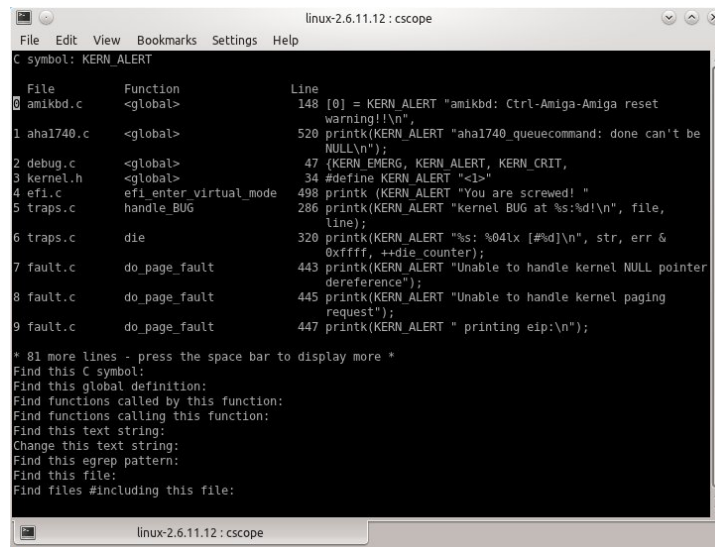 linux-2.6.11.12 : cscope
File Edit View Bookmarks Settings Help
C symbol: KERN_ALERT
File Function Line
0 amikbd.c <global> 148 [0] = KERN_ALERT "amikbd: Ctrl-Amiga-Amiga reset
warning!!\n",
1 aha1740.c <global> 520 printk(KERN_ALERT "aha1740_queuecommand: done can't be
NULL\n");
2 debug.c <global> 47 {KERN_EMERG, KERN_ALERT, KERN_CRIT,
3 kernel.h <global> 34 #define KERN_ALERT "<1>"
4 efi.c efi_enter_virtual_mode 498 printk (KERN_ALERT "You are screwed! "
5 traps.c handle_BUG 286 printk(KERN_ALERT "kernel BUG at %s:%d!\n", file,
line);
6 traps.c die 320 printk(KERN_ALERT "%s: %04lx [#%d]\n", str, err &
0xffff, ++die_counter);
7 fault.c do_page_fault 443 printk(KERN_ALERT "Unable to handle kernel NULL pointer
dereference");
8 fault.c do_page_fault 445 printk(KERN_ALERT "Unable to handle kernel paging
request");
9 fault.c do_page_fault 447 printk(KERN_ALERT " printing eip:\n");
* 81 more lines - press the space bar to display more *
Find this C symbol:
Find this global definition:
Find functions called by this function:
Find functions calling this function:
Find this text string:
Change this text string:
Find this egrep pattern:
Find this file:
Find files #including this file:
linux-2.6.11.12 : cscope